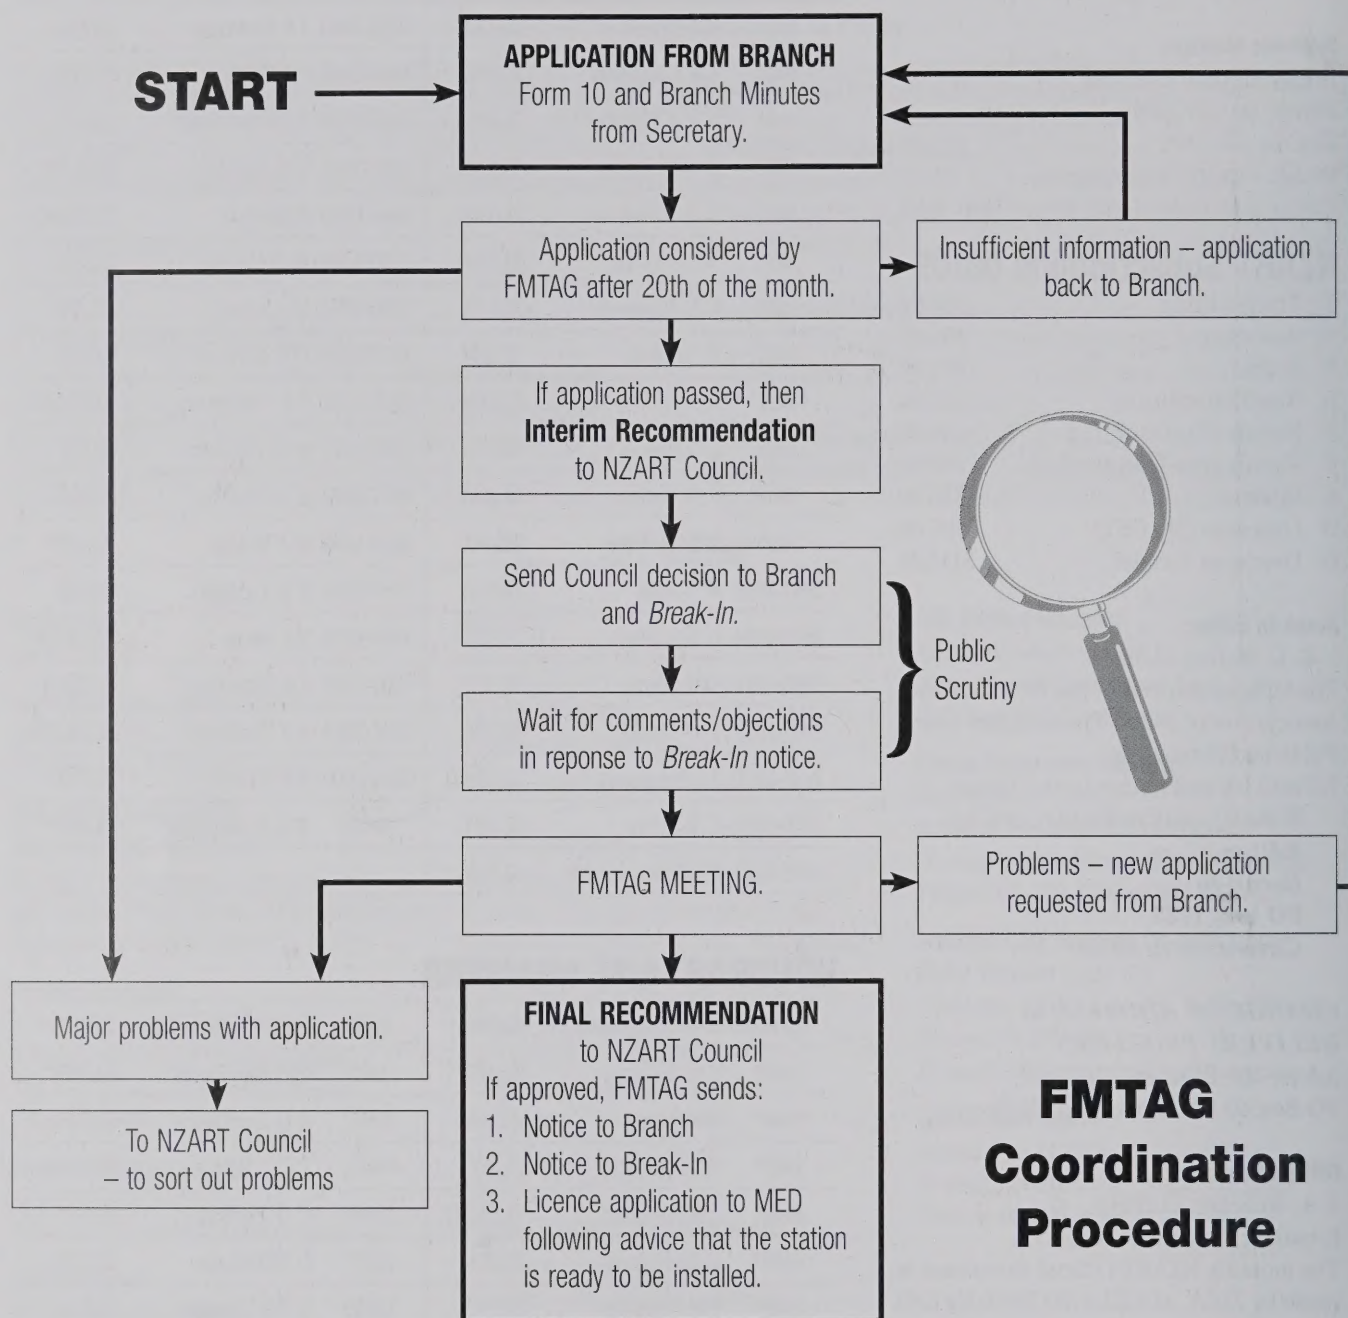 START
APPLICATION FROM BRANCH
Form 10 and Branch Minutes
from Secretary.
Application considered by
FMTAG after 20th of the month.
Insufficient information – application
back to Branch.
If application passed, then
Interim Recommendation
to NZART Council.
Send Council decision to Branch
and Break-In.
Wait for comments/objections
in reponse to Break-In notice.
Public
Scrutiny
FMTAG MEETING.
Problems – new application
requested from Branch.
Major problems with application.
To NZART Council
– to sort out problems
FINAL RECOMMENDATION
to NZART Council
If approved, FMTAG sends:
1. Notice to Branch
2. Notice to Break-In
3. Licence application to MED
following advice that the station
is ready to be installed.
FMTAG
Coordination
Procedure